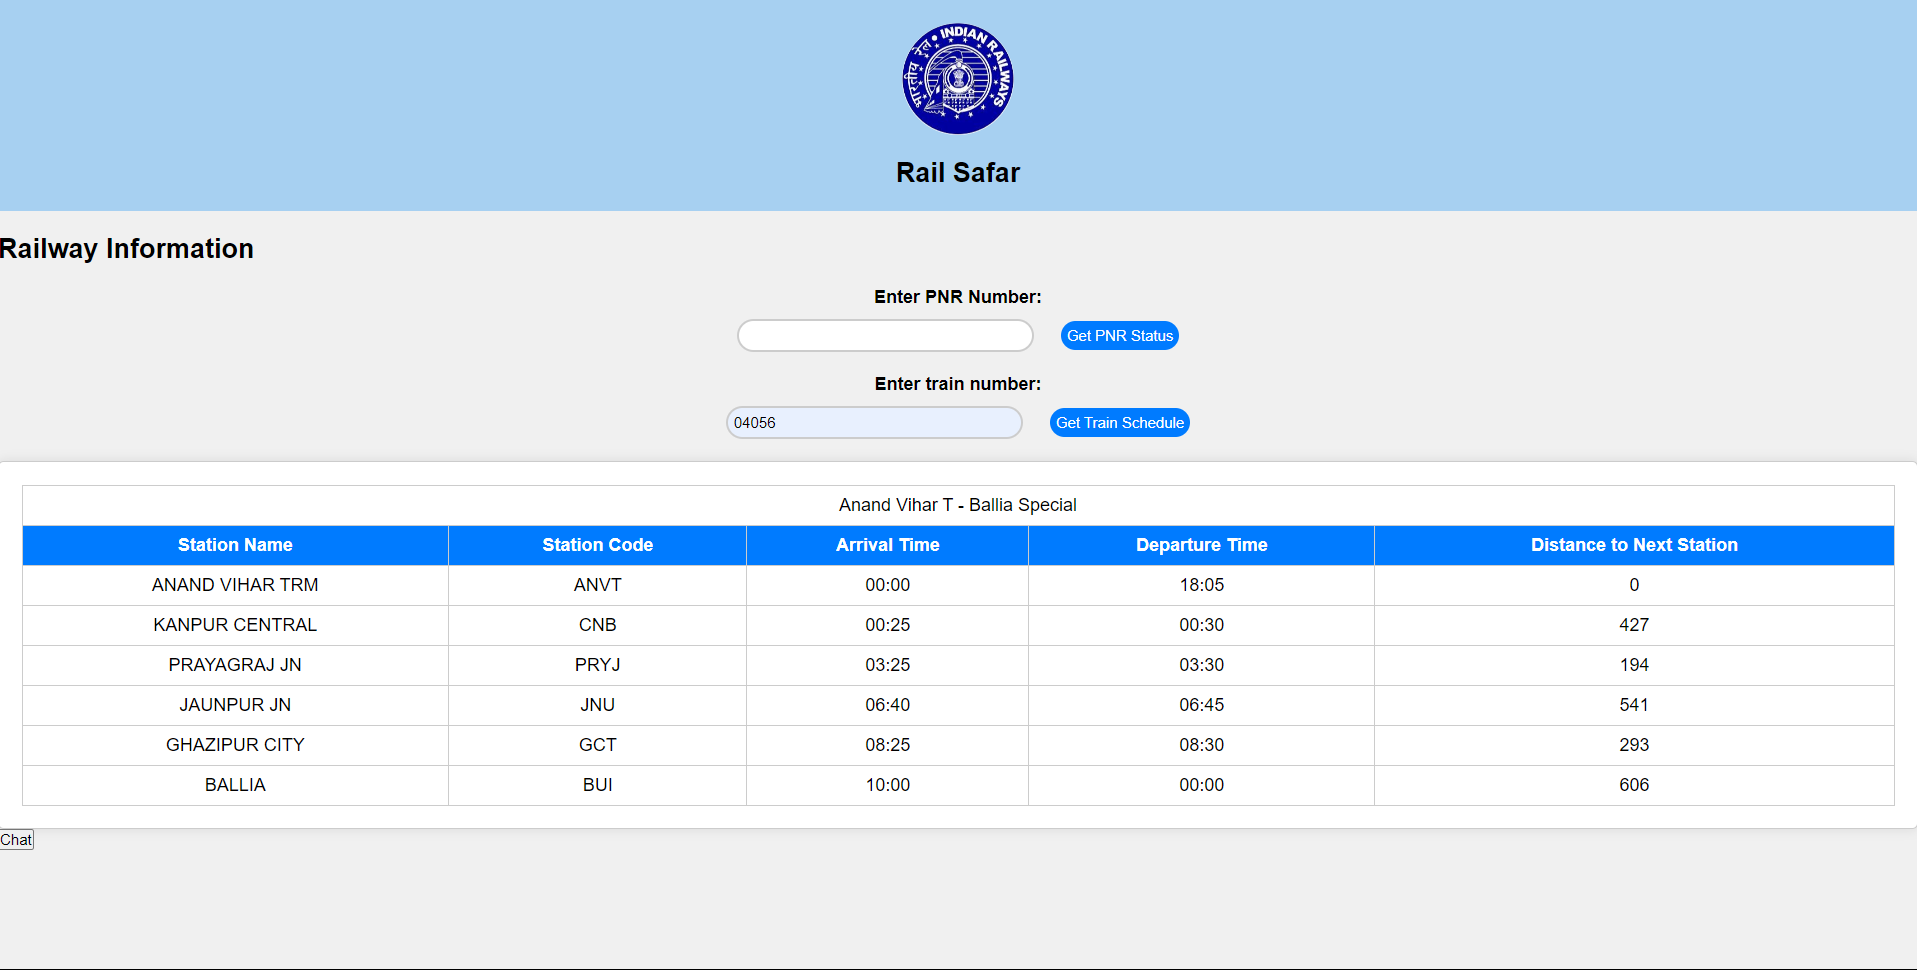 भारतीय रेल • INDIAN RAILWAYS
Rail Safar
Railway Information
Enter PNR Number:
Get PNR Status
Enter train number:
04056 Get Train Schedule
Anand Vihar T - Ballia Special
Station Name Station Code Arrival Time Departure Time Distance to Next Station
ANAND VIHAR TRM ANVT 00:00 18:05 0
KANPUR CENTRAL CNB 00:25 00:30 427
PRAYAGRAJ JN PRYJ 03:25 03:30 194
JAUNPUR JN JNU 06:40 06:45 541
GHAZIPUR CITY GCT 08:25 08:30 293
BALLIA BUI 10:00 00:00 606
Chat